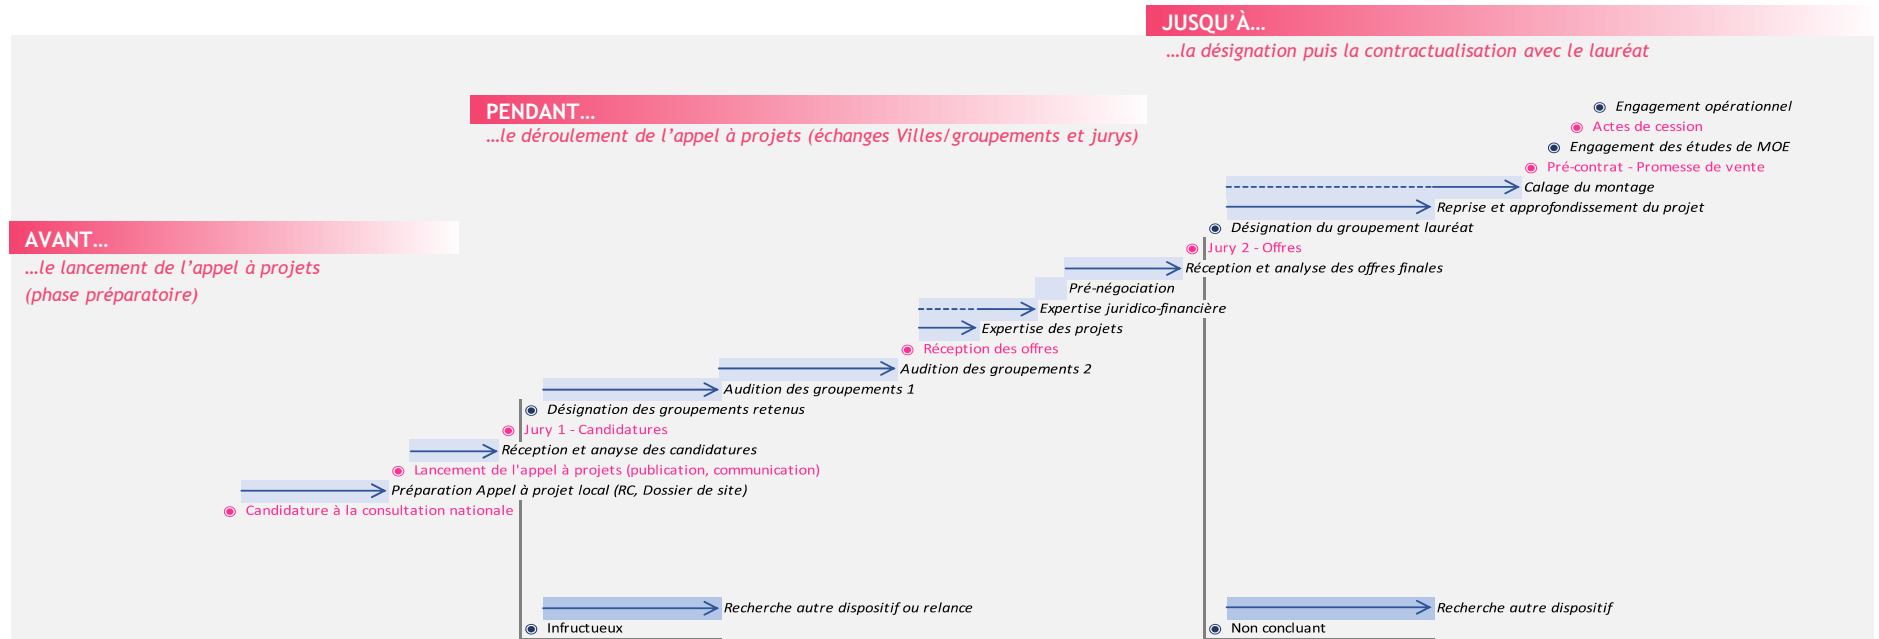 JUSQU’À…
…la désignation puis la contractualisation avec le lauréat
PENDANT…
…le déroulement de l’appel à projets (échanges Villes/groupements et jurys)
Engagement opérationnel
Actes de cession
Engagement des études de MOE
Pré-contrat - Promesse de vente
Calage du montage
Reprise et approfondissement du projet
Désignation du groupement lauréat
AVANT…
…le lancement de l’appel à projets
(phase préparatoire)
Jury 2 - Offres
Réception et analyse des offres finales
Pré-négociation
Expertise juridico-financière
Expertise des projets
Réception des offres
Audition des groupements 2
Audition des groupements 1
Désignation des groupements retenus
Jury 1 - Candidatures
Réception et anayse des candidatures
Lancement de l'appel à projets (publication, communication)
Préparation Appel à projet local (RC, Dossier de site)
Candidature à la consultation nationale
Recherche autre dispositif ou relance
Recherche autre dispositif
Infructueux
Non concluant